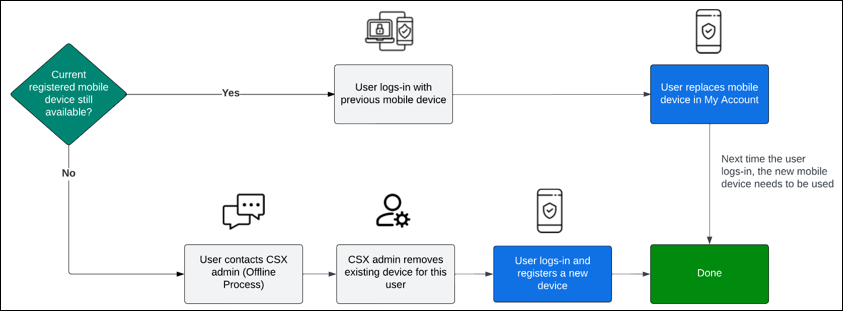 Current
registered mobile
device still
available?
Yes
User logs-in with
previous mobile device
User replaces mobile
device in My Account
Next time the user
logs-in, the new mobile
device needs to be used
No
User contacts CSX
admin (Offline
Process)
CSX admin removes
existing device for this
user
User logs-in and
registers a new
device
Done